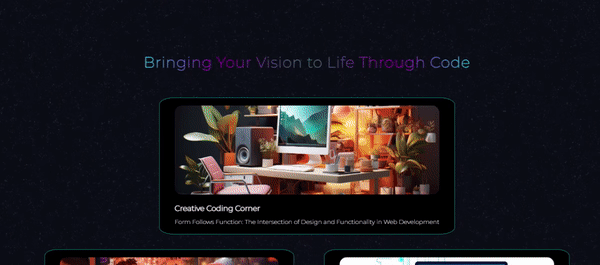 Bringing Your Vision to Life Through Code
Creative Coding Corner
Form Follows Function: The Intersection of Design and Functionality in Web Development